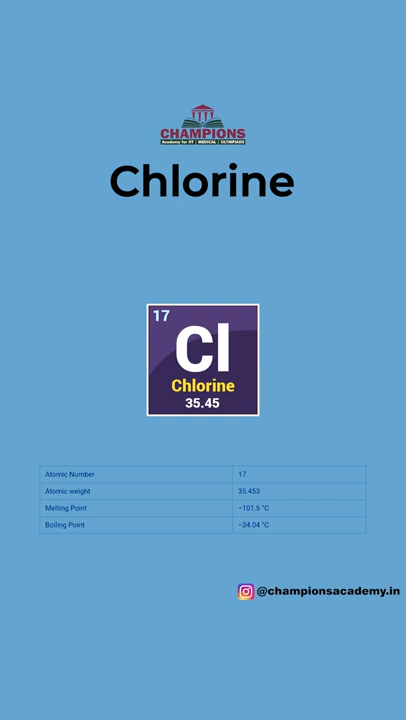 CHAMPIONS
Academy for IIT | MEDICAL | OLYMPIADS
Chlorine
17
Cl
Chlorine
35.45
Atomic Number 17
Atomic weight 35.453
Melting Point −101.5 °C
Boiling Point −34.04 °C
@championsacademy.in